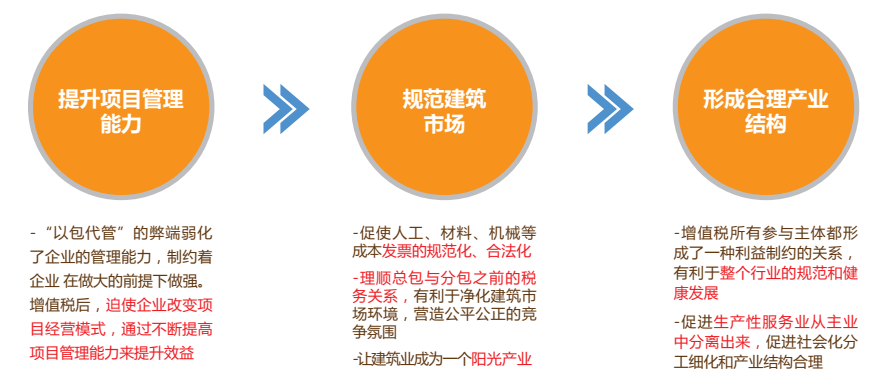 提升项目管理
能力
规范建筑
市场
形成合理产业
结构
-“以包代管”的弊端弱化
了企业的管理能力，制约着
企业 在做大的前提下做强。
增值税后，迫使企业改变项
目经营模式，通过不断提高
项目管理能力来提升效益
-促使人工、材料、机械等
成本发票的规范化、合法化
-理顺总包与分包之前的税
务关系，有利于净化建筑市
场环境，营造公平公正的竞
争氛围
-让建筑业成为一个阳光产业
-增值税所有参与主体都形
成了一种利益制约的关系，
有利于整个行业的规范和健
康发展
-促进生产性服务业从主业
中分离出来，促进社会化分
工细化和产业结构合理